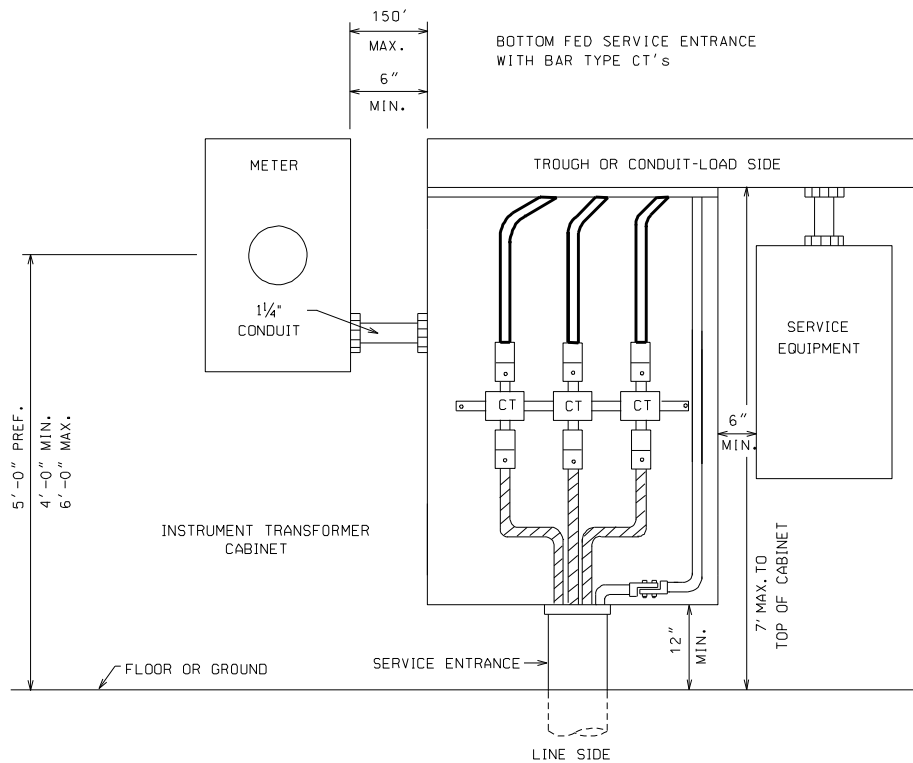 150'
MAX.
6"
MIN.
BOTTOM FED SERVICE ENTRANCE
WITH BAR TYPE CT's
METER
TROUGH OR CONDUIT-LOAD SIDE
1¼"
CONDUIT
SERVICE
EQUIPMENT
CT CT CT
6"
MIN.
5'-0" PREF.
4'-0" MIN.
6'-0" MAX.
INSTRUMENT TRANSFORMER
CABINET
7' MAX. TO
TOP OF CABINET
12"
MIN.
SERVICE ENTRANCE
FLOOR OR GROUND
LINE SIDE